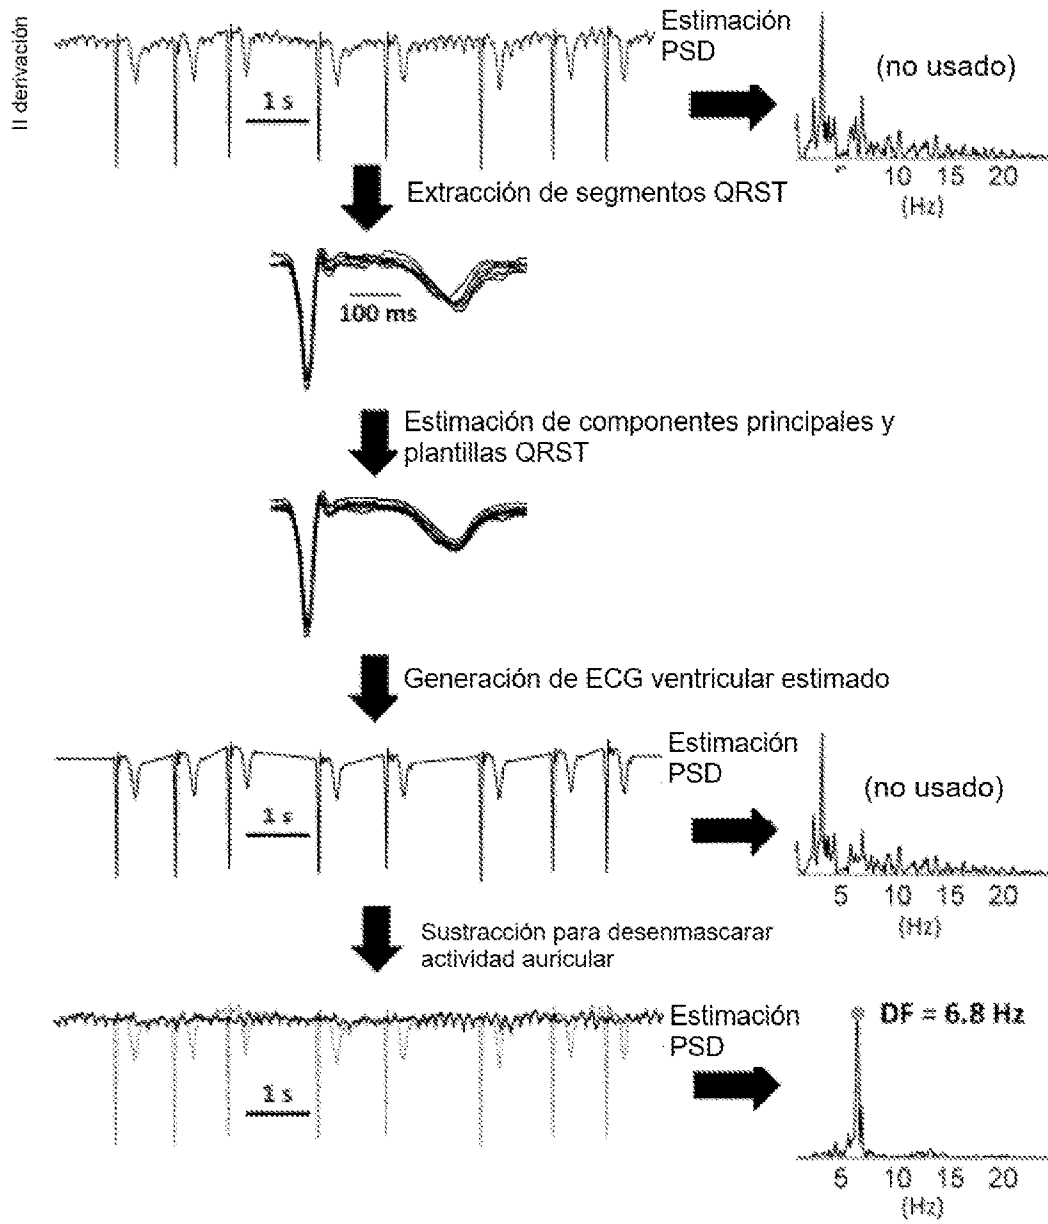 II derivación
Estimación
PSD
(no usado)
1 s
10 15 20
(Hz)
Extracción de segmentos QRST
100 ms
Estimación de componentes principales y
plantillas QRST
Generación de ECG ventricular estimado
Estimación
PSD
(no usado)
1 s
5 10 15 20
(Hz)
Sustracción para desenmascarar
actividad auricular
Estimación
PSD
DF = 6.8 Hz
1 s
5 10 15 20
(Hz)